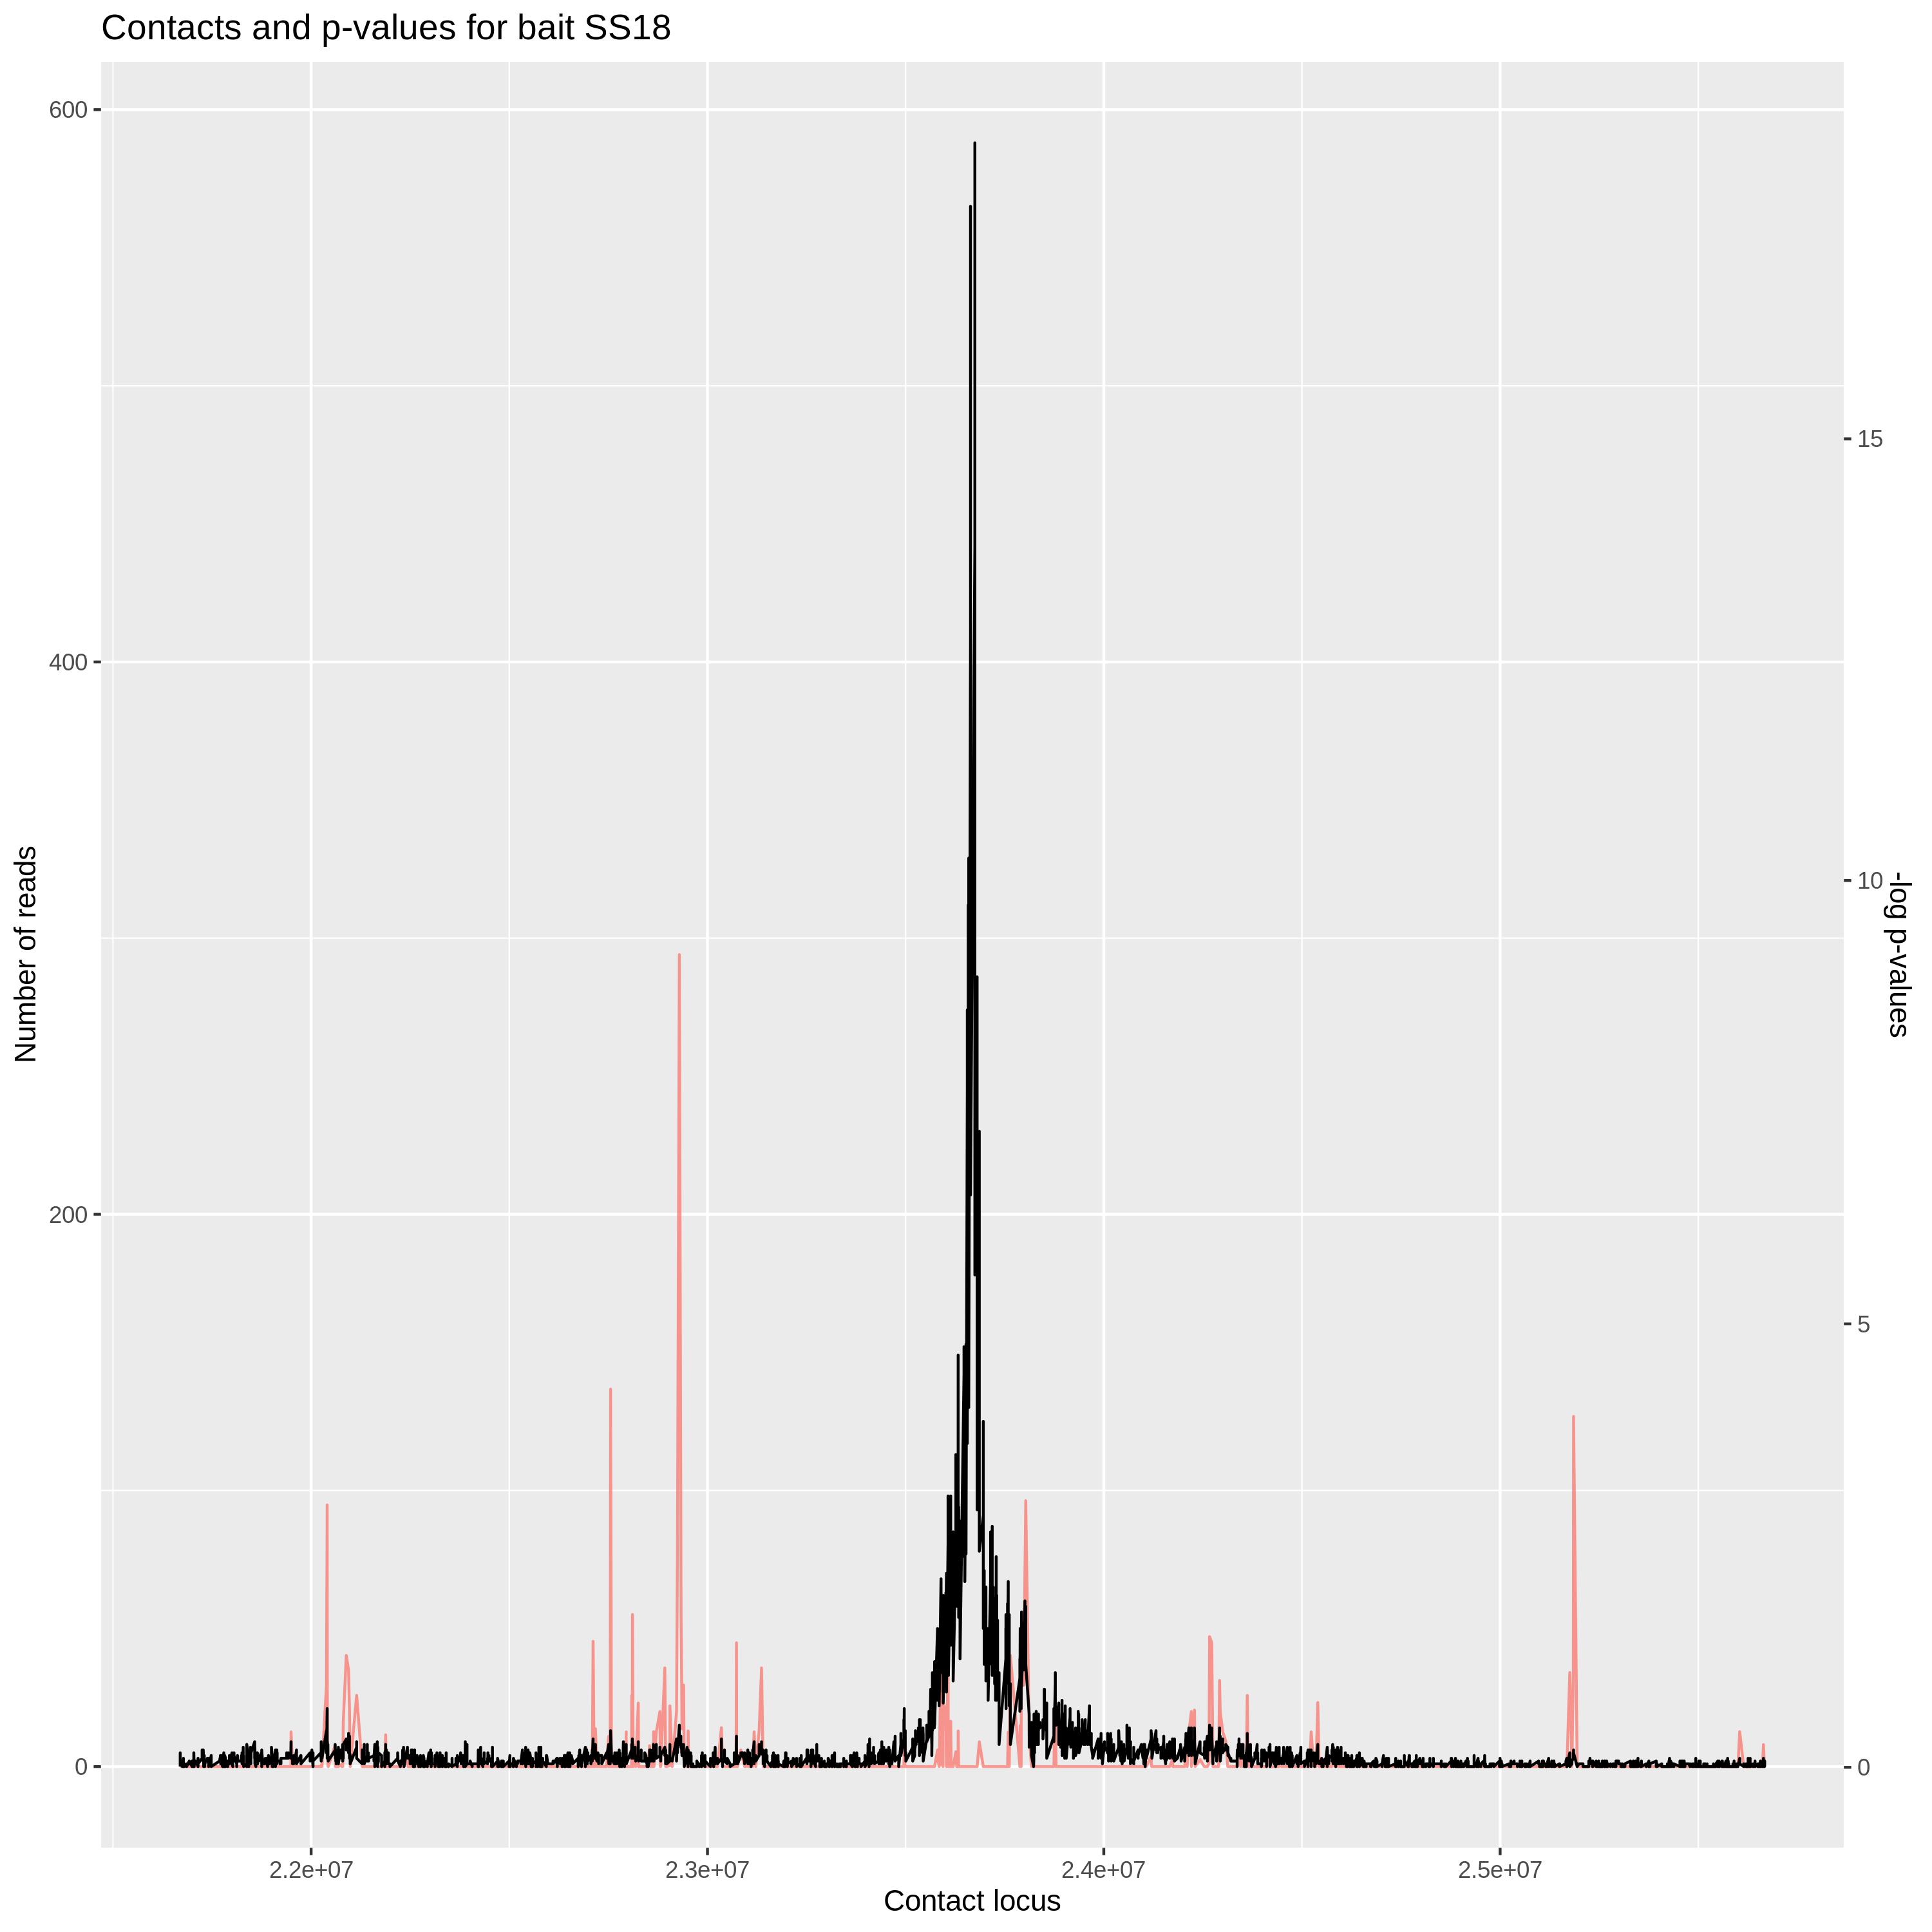 Contacts and p-values for bait SS18
600
400
200
0
Number of reads
15
10
5
0
-log p-values
2.2e+07
2.3e+07
2.4e+07
2.5e+07
Contact locus